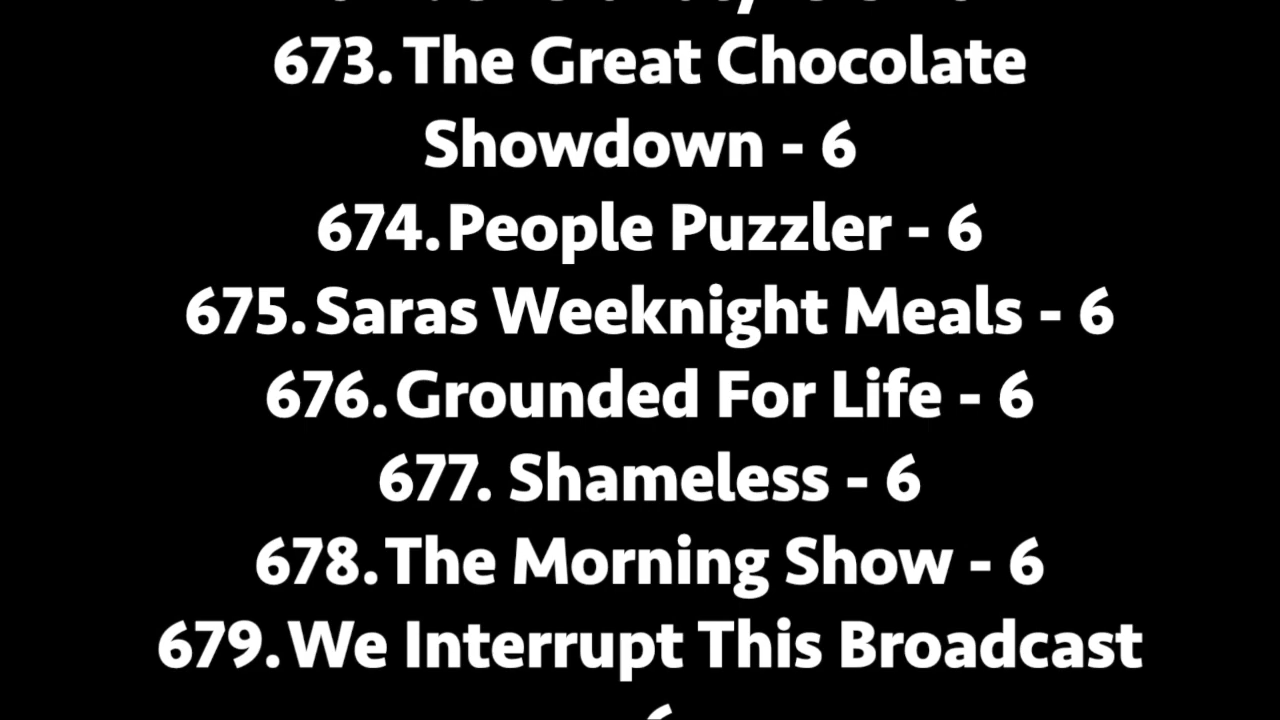 673. The Great Chocolate
Showdown - 6
674. People Puzzler - 6
675. Saras Weeknight Meals - 6
676. Grounded For Life - 6
677. Shameless - 6
678. The Morning Show - 6
679. We Interrupt This Broadcast